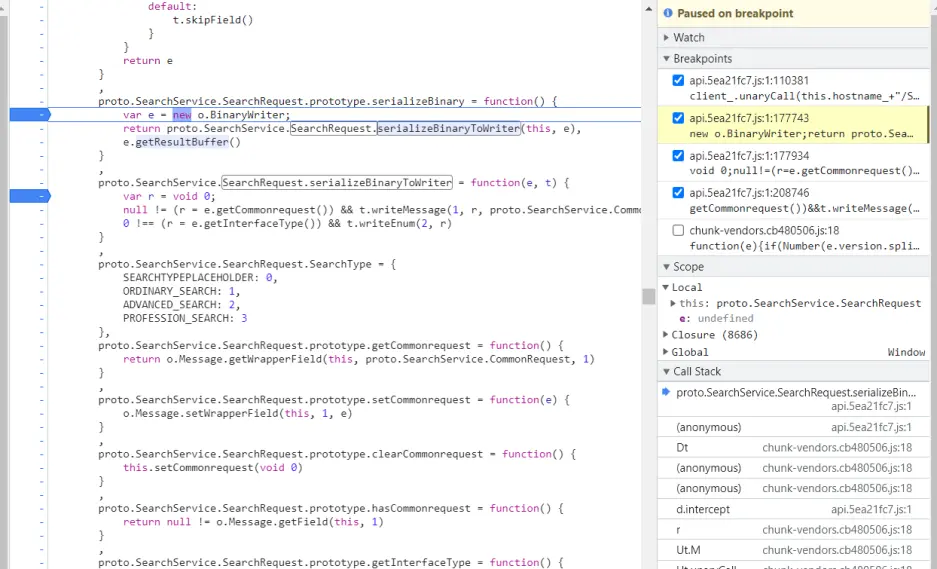 default:
t.skipField()
}
}
return e
}
,
proto.SearchService.SearchRequest.prototype.serializeBinary = function() {
var e = new o.BinaryWriter;
return proto.SearchService.SearchRequest.serializeBinaryToWriter(this, e),
e.getResultBuffer()
}
,
proto.SearchService.SearchRequest.serializeBinaryToWriter = function(e, t) {
var r = void 0;
null != (r = e.getCommonrequest()) && t.writeMessage(1, r, proto.SearchService.Commo
0 !== (r = e.getInterfaceType()) && t.writeEnum(2, r)
}
,
proto.SearchService.SearchRequest.SearchType = {
SEARCHTYPEPLACEHOLDER: 0,
ORDINARY_SEARCH: 1,
ADVANCED_SEARCH: 2,
PROFESSION_SEARCH: 3
},
proto.SearchService.SearchRequest.prototype.getCommonrequest = function() {
return o.Message.getWrapperField(this, proto.SearchService.CommonRequest, 1)
}
,
proto.SearchService.SearchRequest.prototype.setCommonrequest = function(e) {
o.Message.setWrapperField(this, 1, e)
}
,
proto.SearchService.SearchRequest.prototype.clearCommonrequest = function() {
this.setCommonrequest(void 0)
}
,
proto.SearchService.SearchRequest.prototype.hasCommonrequest = function() {
return null != o.Message.getField(this, 1)
}
,
proto.SearchService.SearchRequest.prototype.getInterfaceType = function() {
Paused on breakpoint
Watch
Breakpoints
api.5ea21fc7.js:1:110381
client_.unaryCall(this.hostname_+"/S…
api.5ea21fc7.js:1:177743
new o.BinaryWriter;return proto.Sea…
api.5ea21fc7.js:1:177934
void 0;null!=(r=e.getCommonrequest()…
api.5ea21fc7.js:1:208746
getCommonrequest())&&t.writeMessage(…
chunk-vendors.cb480506.js:18
function(e){if(Number(e.version.spli…
Scope
Local
this: proto.SearchService.SearchRequest
e: undefined
Closure (8686)
Global Window
Call Stack
proto.SearchService.SearchRequest.serializeBin…
api.5ea21fc7.js:1
(anonymous) api.5ea21fc7.js:1
Dt chunk-vendors.cb480506.js:18
(anonymous) chunk-vendors.cb480506.js:18
(anonymous) chunk-vendors.cb480506.js:18
d.intercept api.5ea21fc7.js:1
r chunk-vendors.cb480506.js:18
Ut.M chunk-vendors.cb480506.js:18
Ut.unaryCall chunk-vendors.cb480506.js:18